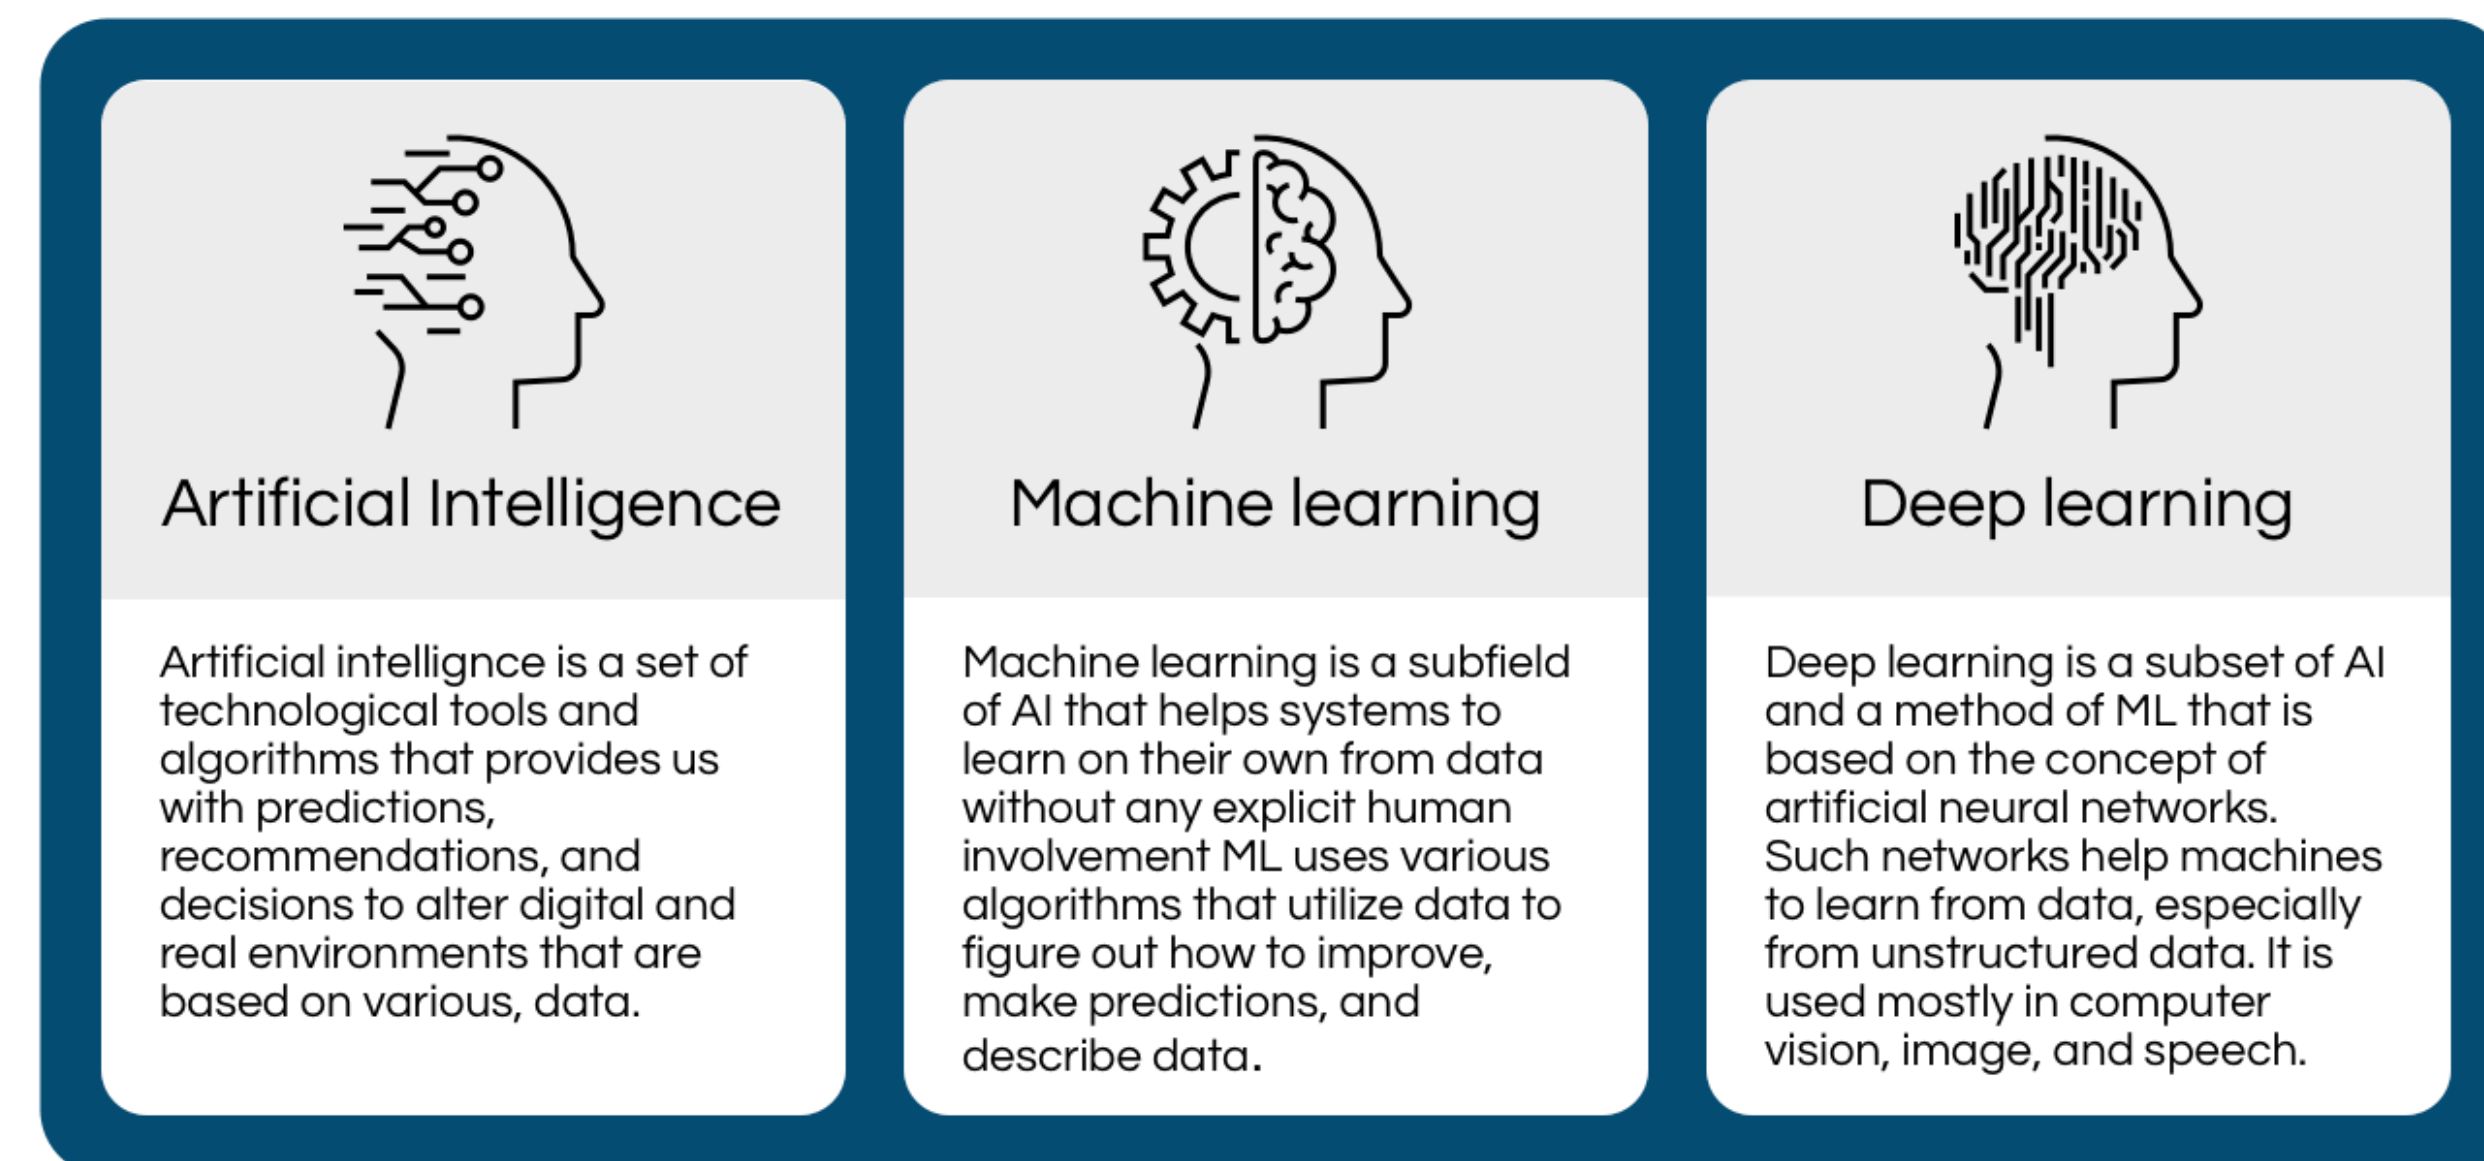 Artificial Intelligence
Artificial intellignce is a set of
technological tools and
algorithms that provides us
with predictions,
recommendations, and
decisions to alter digital and
real environments that are
based on various, data.
Machine learning
Machine learning is a subfield
of AI that helps systems to
learn on their own from data
without any explicit human
involvement ML uses various
algorithms that utilize data to
figure out how to improve,
make predictions, and
describe data.
Deep learning
Deep learning is a subset of AI
and a method of ML that is
based on the concept of
artificial neural networks.
Such networks help machines
to learn from data, especially
from unstructured data. It is
used mostly in computer
vision, image, and speech.